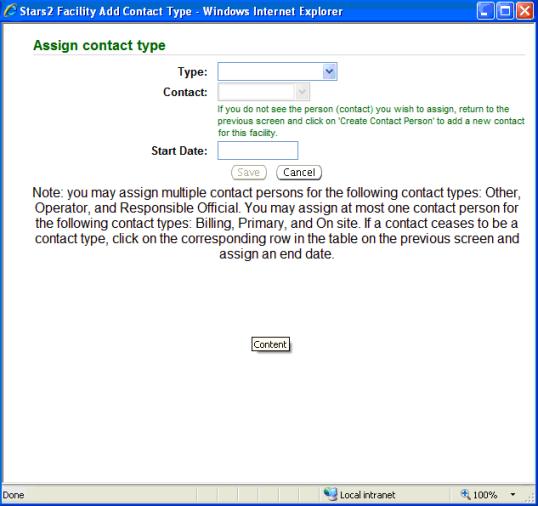 Stars2 Facility Add Contact Type - Windows Internet Explorer
Assign contact type
Type:
Contact:
If you do not see the person (contact) you wish to assign, return to the
previous screen and click on 'Create Contact Person' to add a new contact
for this facility.
Start Date:
Save Cancel
Note: you may assign multiple contact persons for the following contact types: Other,
Operator, and Responsible Official. You may assign at most one contact person for
the following contact types: Billing, Primary, and On site. If a contact ceases to be a
contact type, click on the corresponding row in the table on the previous screen and
assign an end date.
Content
Done Local intranet 100%